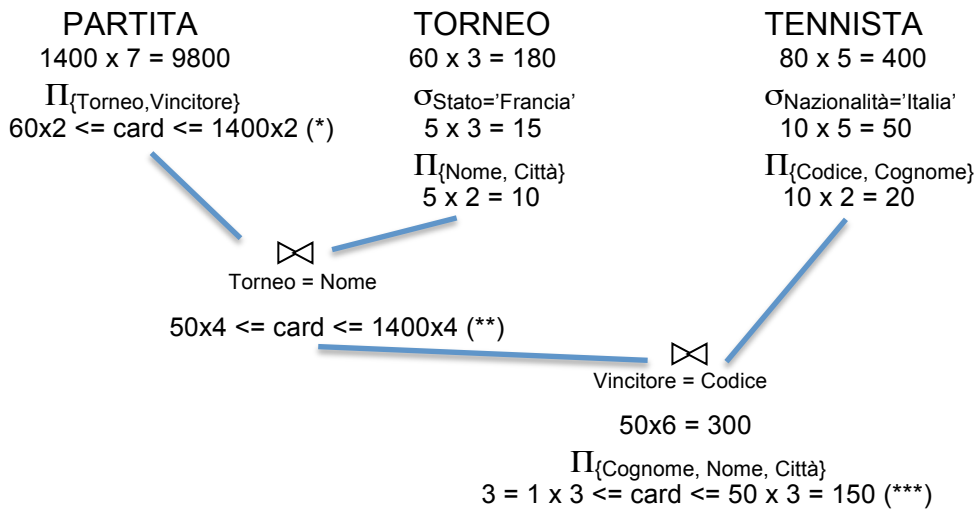 PARTITA
1400 x 7 = 9800
Π{Torneo,Vincitore}
60x2 <= card <= 1400x2 (*)
TORNEO
60 x 3 = 180
σStato='Francia'
5 x 3 = 15
Π{Nome, Città}
5 x 2 = 10
TENNISTA
80 x 5 = 400
σNazionalità='Italia'
10 x 5 = 50
Π{Codice, Cognome}
10 x 2 = 20
⋈
Torneo = Nome
50x4 <= card <= 1400x4 (**)
⋈
Vincitore = Codice
50x6 = 300
Π{Cognome, Nome, Città}
3 = 1 x 3 <= card <= 50 x 3 = 150 (***)